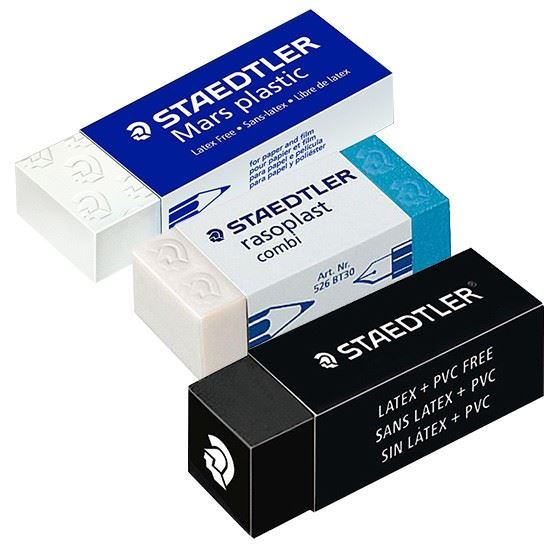 STAEDTLER
Mars plastic
Latex Free • Sans-latex • Libre de latex
for paper and film
pour papier et film
para papel e película
para papel y poliéster
STAEDTLER
rasoplast
combi
Art. Nr.
526 BT30
STAEDTLER®
LATEX + PVC FREE
SANS LATEX + PVC
SIN LÁTEX + PVC